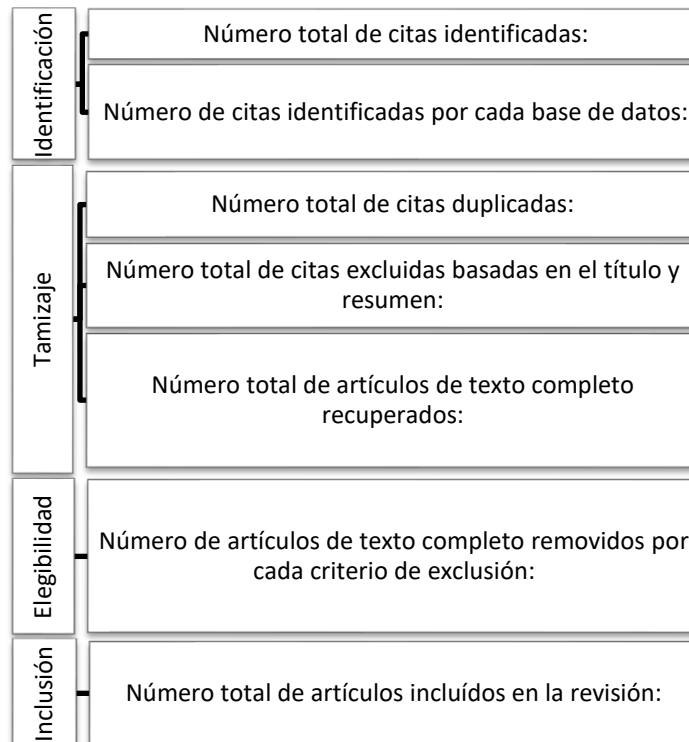 Identificación
Número total de citas identificadas:
Número de citas identificadas por cada base de datos:
Tamizaje
Número total de citas duplicadas:
Número total de citas excluidas basadas en el título y
resumen:
Número total de artículos de texto completo
recuperados:
Elegibilidad
Número de artículos de texto completo removidos por
cada criterio de exclusión:
Inclusión
Número total de artículos incluídos en la revisión: